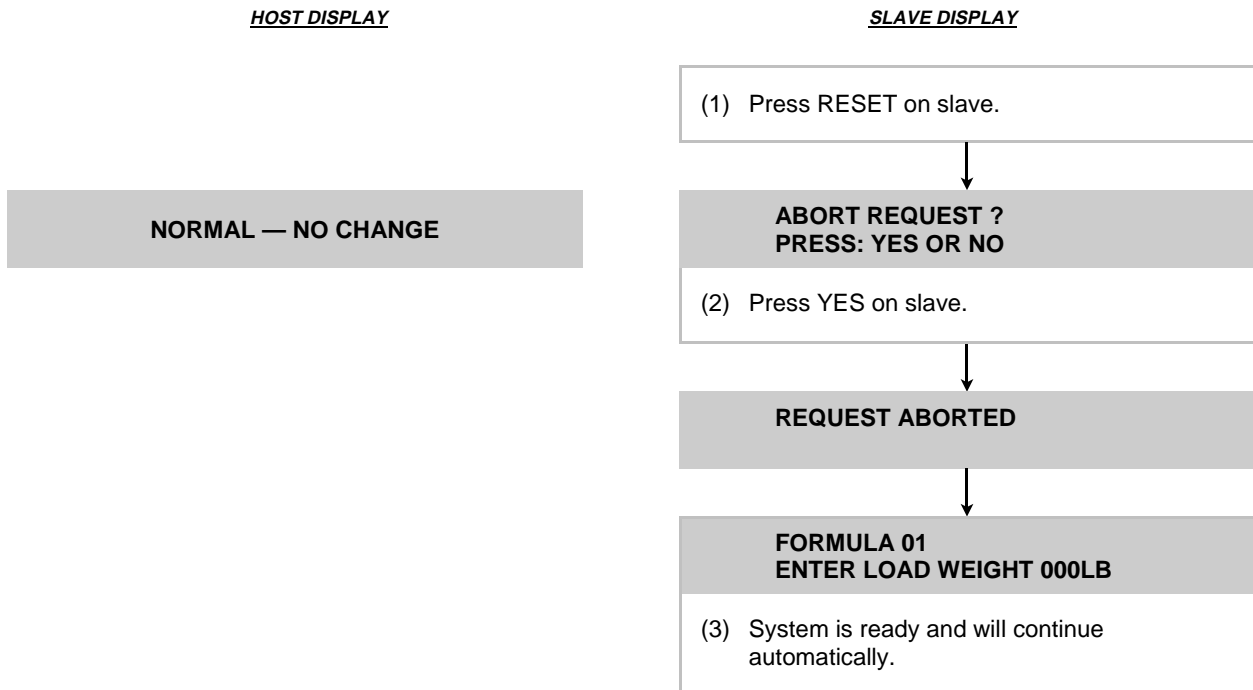 HOST DISPLAY
SLAVE DISPLAY
(1) Press RESET on slave.
NORMAL — NO CHANGE
ABORT REQUEST ?
PRESS: YES OR NO
(2) Press YES on slave.
REQUEST ABORTED
FORMULA 01
ENTER LOAD WEIGHT 000LB
(3) System is ready and will continue
automatically.